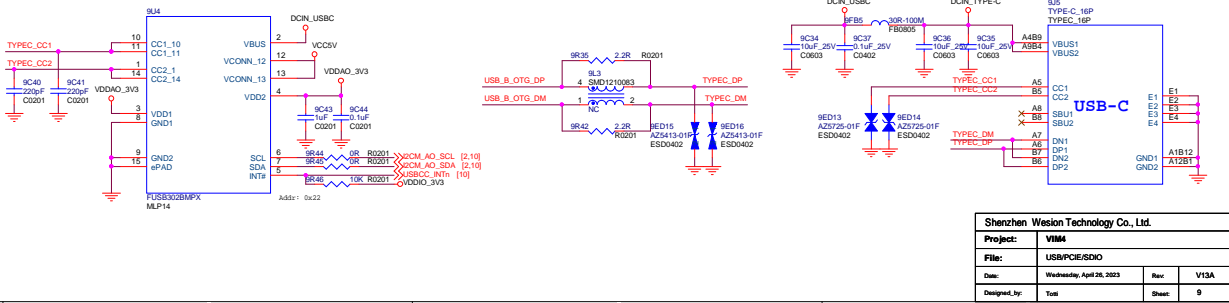 9U4
TYPEC_CC1
10
11
CC1_10
CC1_11
TYPEC_CC2
1
14
CC2_1
CC2_14
9C40
220pF
C0201
9C41
220pF
C0201
VDDAO_3V3
3
8
VDD1
GND1
9
15
GND2
ePAD
FUSB302BMPX
MLP14
DCIN_USBC
VBUS
2
VCC5V
VCONN_12
12
VCONN_13
13
VDDAO_3V3
VDD2
4
9C43
1uF
C0201
9C44
0.1uF
C0201
SCL
6
9R44
0R
R0201
I2CM_AO_SCL [2,10]
SDA
7
9R45
0R
R0201
I2CM_AO_SDA [2,10]
INT#
5
USBCC_INTn [10]
9R46
10K
R0201
VDDIO_3V3
Addr: 0x22
9R35
2.2R
R0201
9L3
SMD1210083
USB_B_OTG_DP
4
3
TYPEC_DP
USB_B_OTG_DM
1
2
TYPEC_DM
NC
9R42
2.2R
R0201
9ED15
AZ5413-01F
ESD0402
9ED16
AZ5413-01F
ESD0402
DCIN_USBC
9FB5
30R-100M
FB0805
DCIN_TYPE-C
9C34
10uF_25V
C0603
9C37
0.1uF_25V
C0402
9C36
10uF_25V
C0603
9C35
10uF_25V
C0603
9J5
TYPE-C_16P
TYPEC_16P
A4B9
A9B4
VBUS1
VBUS2
TYPEC_CC1
TYPEC_CC2
A5
B5
CC1
CC2
A8
B8
SBU1
SBU2
USB-C
9ED13
AZ5725-01F
ESD0402
9ED14
AZ5725-01F
ESD0402
TYPEC_DM
TYPEC_DP
A7
A6
B7
B6
DN1
DP1
DN2
DP2
E1
E2
E3
E4
E1
E2
E3
E4
GND1
GND2
A1B12
A12B1
Shenzhen Wesion Technology Co., Ltd.
Project: VIM4
File: USB/PCIE/SDIO
Date: Wednesday, April 26, 2023 Rev: V13A
Designed_by: Tom Sheet: 9